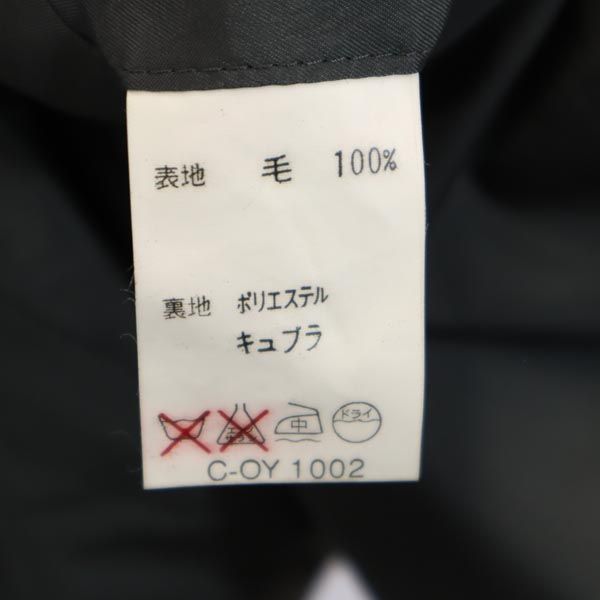 表地 毛 100%
裏地 ポリエステル
キュプラ
中 ドライ
C-OY 1002